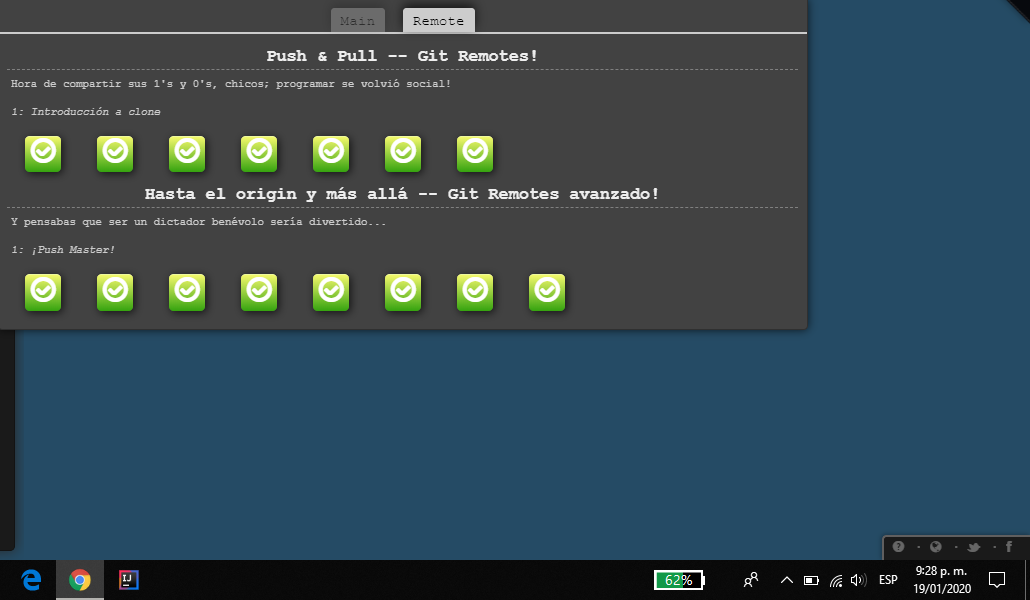 Main
Remote
Push & Pull -- Git Remotes!
Hora de compartir sus 1's y 0's, chicos; programar se volvió social!
1: Introducción a clone
Hasta el origin y más allá -- Git Remotes avanzado!
Y pensabas que ser un dictador benévolo sería divertido...
1: ¡Push Master!
62%
ESP
9:28 p. m.
19/01/2020